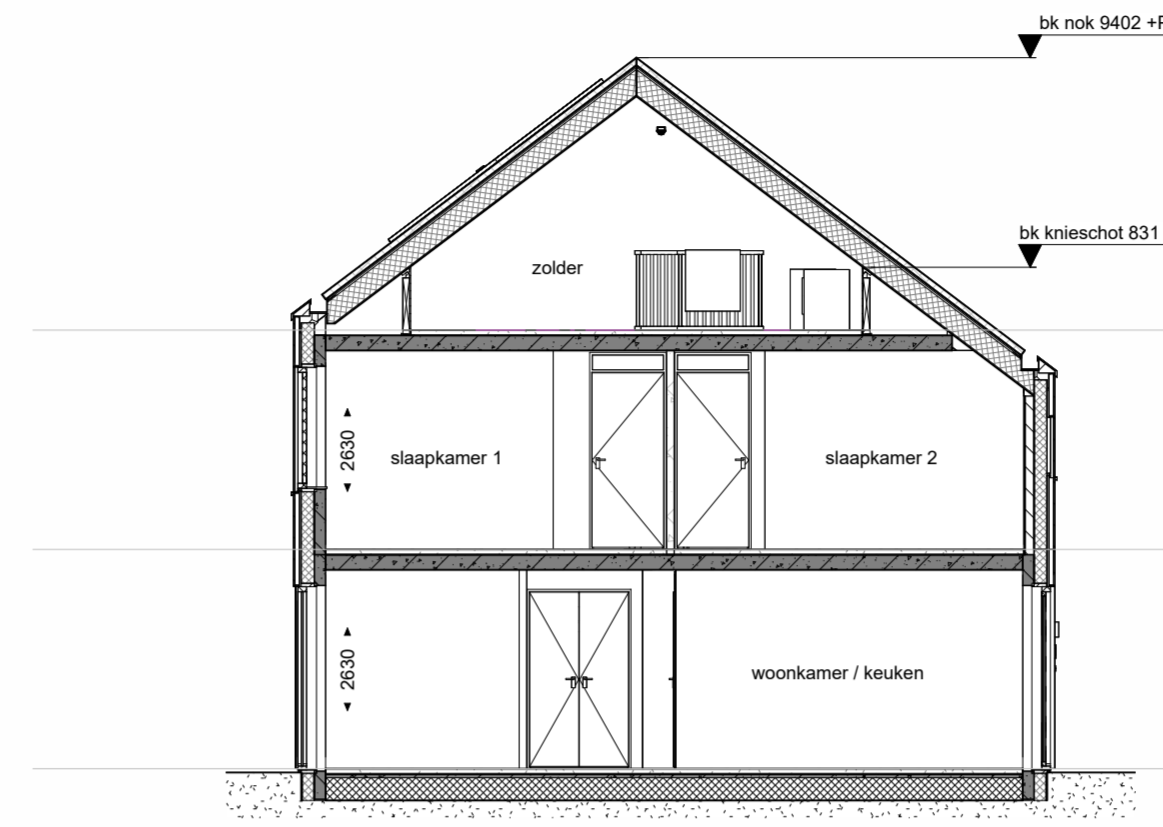 bk nok 9402 +P
bk knieschot 831
zolder
2630
slaapkamer 1
slaapkamer 2
2630
woonkamer / keuken